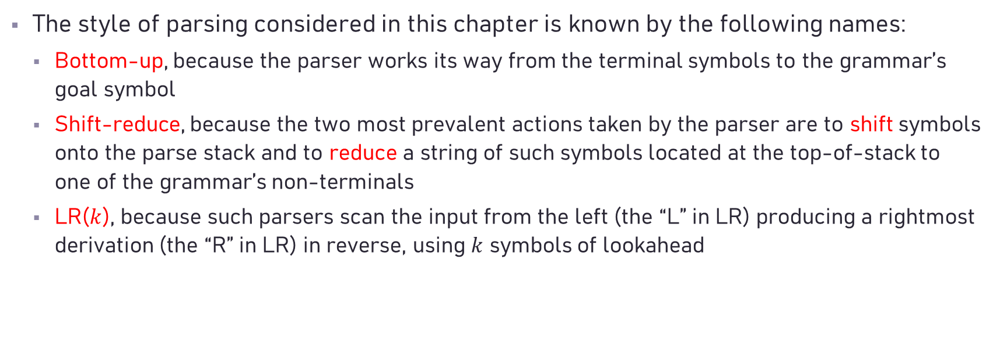 ▪ The style of parsing considered in this chapter is known by the following names:
▪ Bottom-up, because the parser works its way from the terminal symbols to the grammar’s
goal symbol
▪ Shift-reduce, because the two most prevalent actions taken by the parser are to shift symbols
onto the parse stack and to reduce a string of such symbols located at the top-of-stack to
one of the grammar’s non-terminals
▪ LR(k), because such parsers scan the input from the left (the “L” in LR) producing a rightmost
derivation (the “R” in LR) in reverse, using k symbols of lookahead